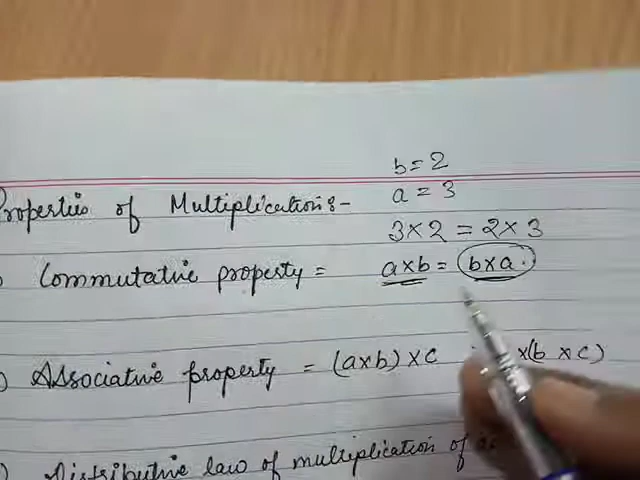 b = 2
a = 3
Properties of Multiplication:-
3 × 2 = 2 × 3
Commutative property = a×b = b×a.
) Associative property = (a×b) × c ×(b × c)
) Distributive law of multiplication of